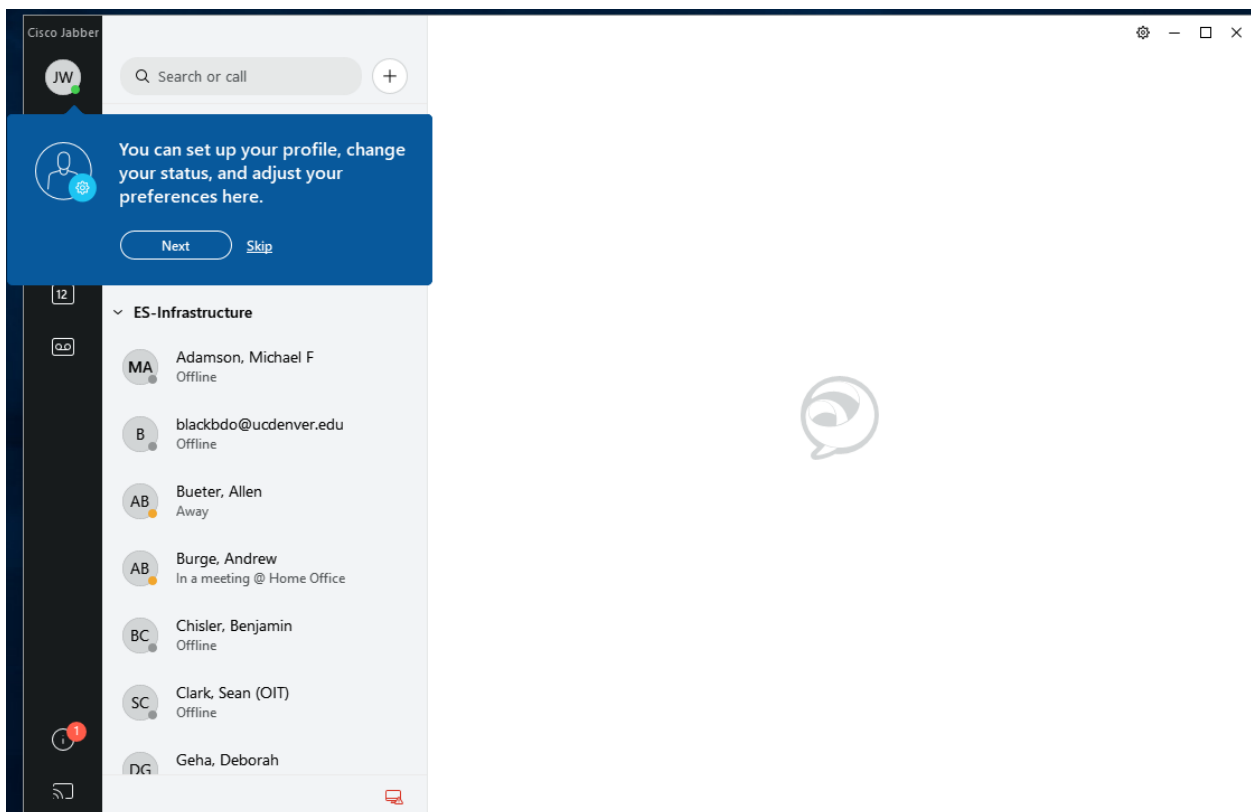 Cisco Jabber
JW
Search or call
You can set up your profile, change
your status, and adjust your
preferences here.
Next
Skip
12
ES-Infrastructure
MA
Adamson, Michael F
Offline
B
blackbdo@ucdenver.edu
Offline
AB
Bueter, Allen
Away
AB
Burge, Andrew
In a meeting @ Home Office
BC
Chisler, Benjamin
Offline
SC
Clark, Sean (OIT)
Offline
DG
Geha, Deborah
1